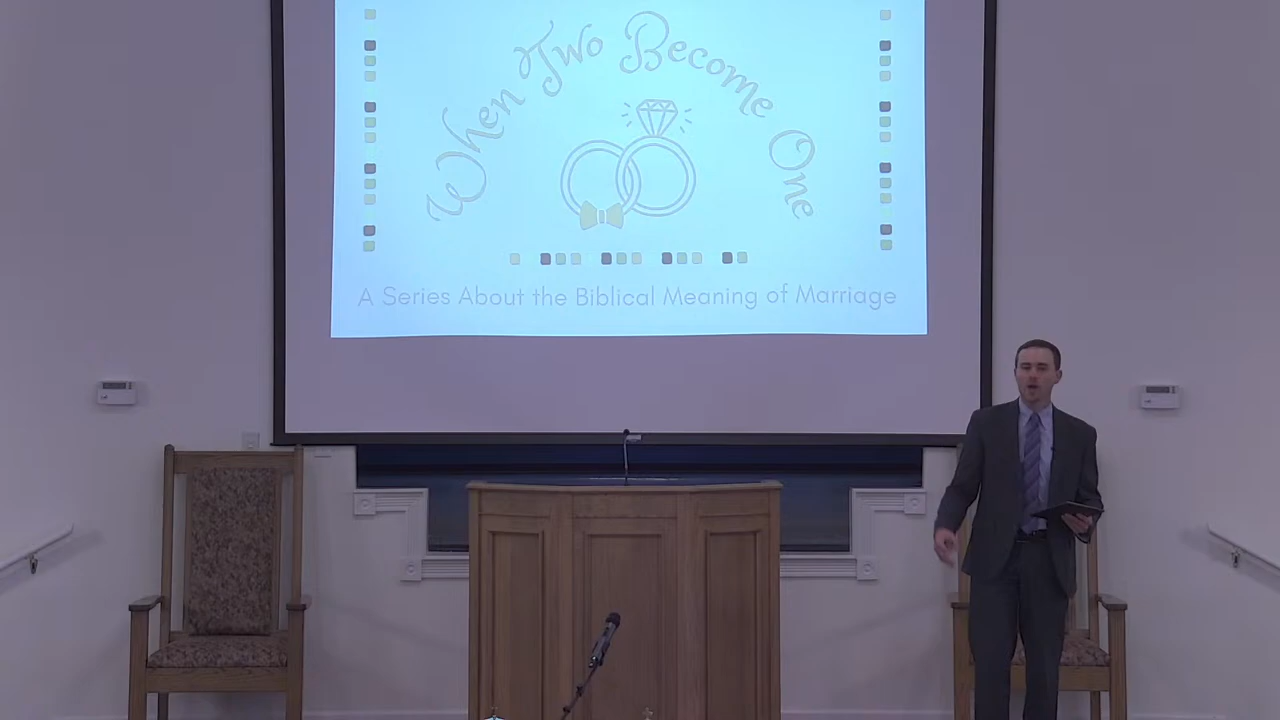 When Two Become One
A Series About the Biblical Meaning of Marriage